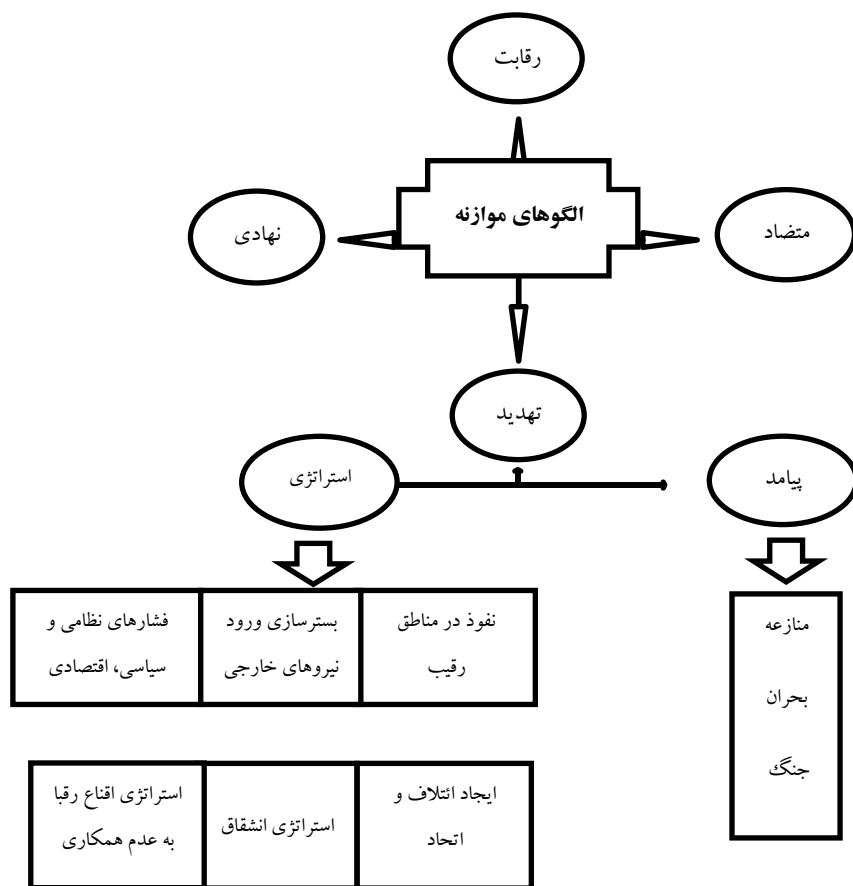 رقابت
الگوهای موازنه
متضاد
نهادی
تهدید
پیامد
استراتژی
منازعه
بحران
جنگ
نفوذ در مناطق
رقیب
بسترسازی ورود
نیروهای خارجی
فشارهای نظامی و
سیاسی، اقتصادی
ایجاد ائتلاف و
اتحاد
استراتژی انشقاق
استراتژی اقناع رقبا
به عدم همکاری